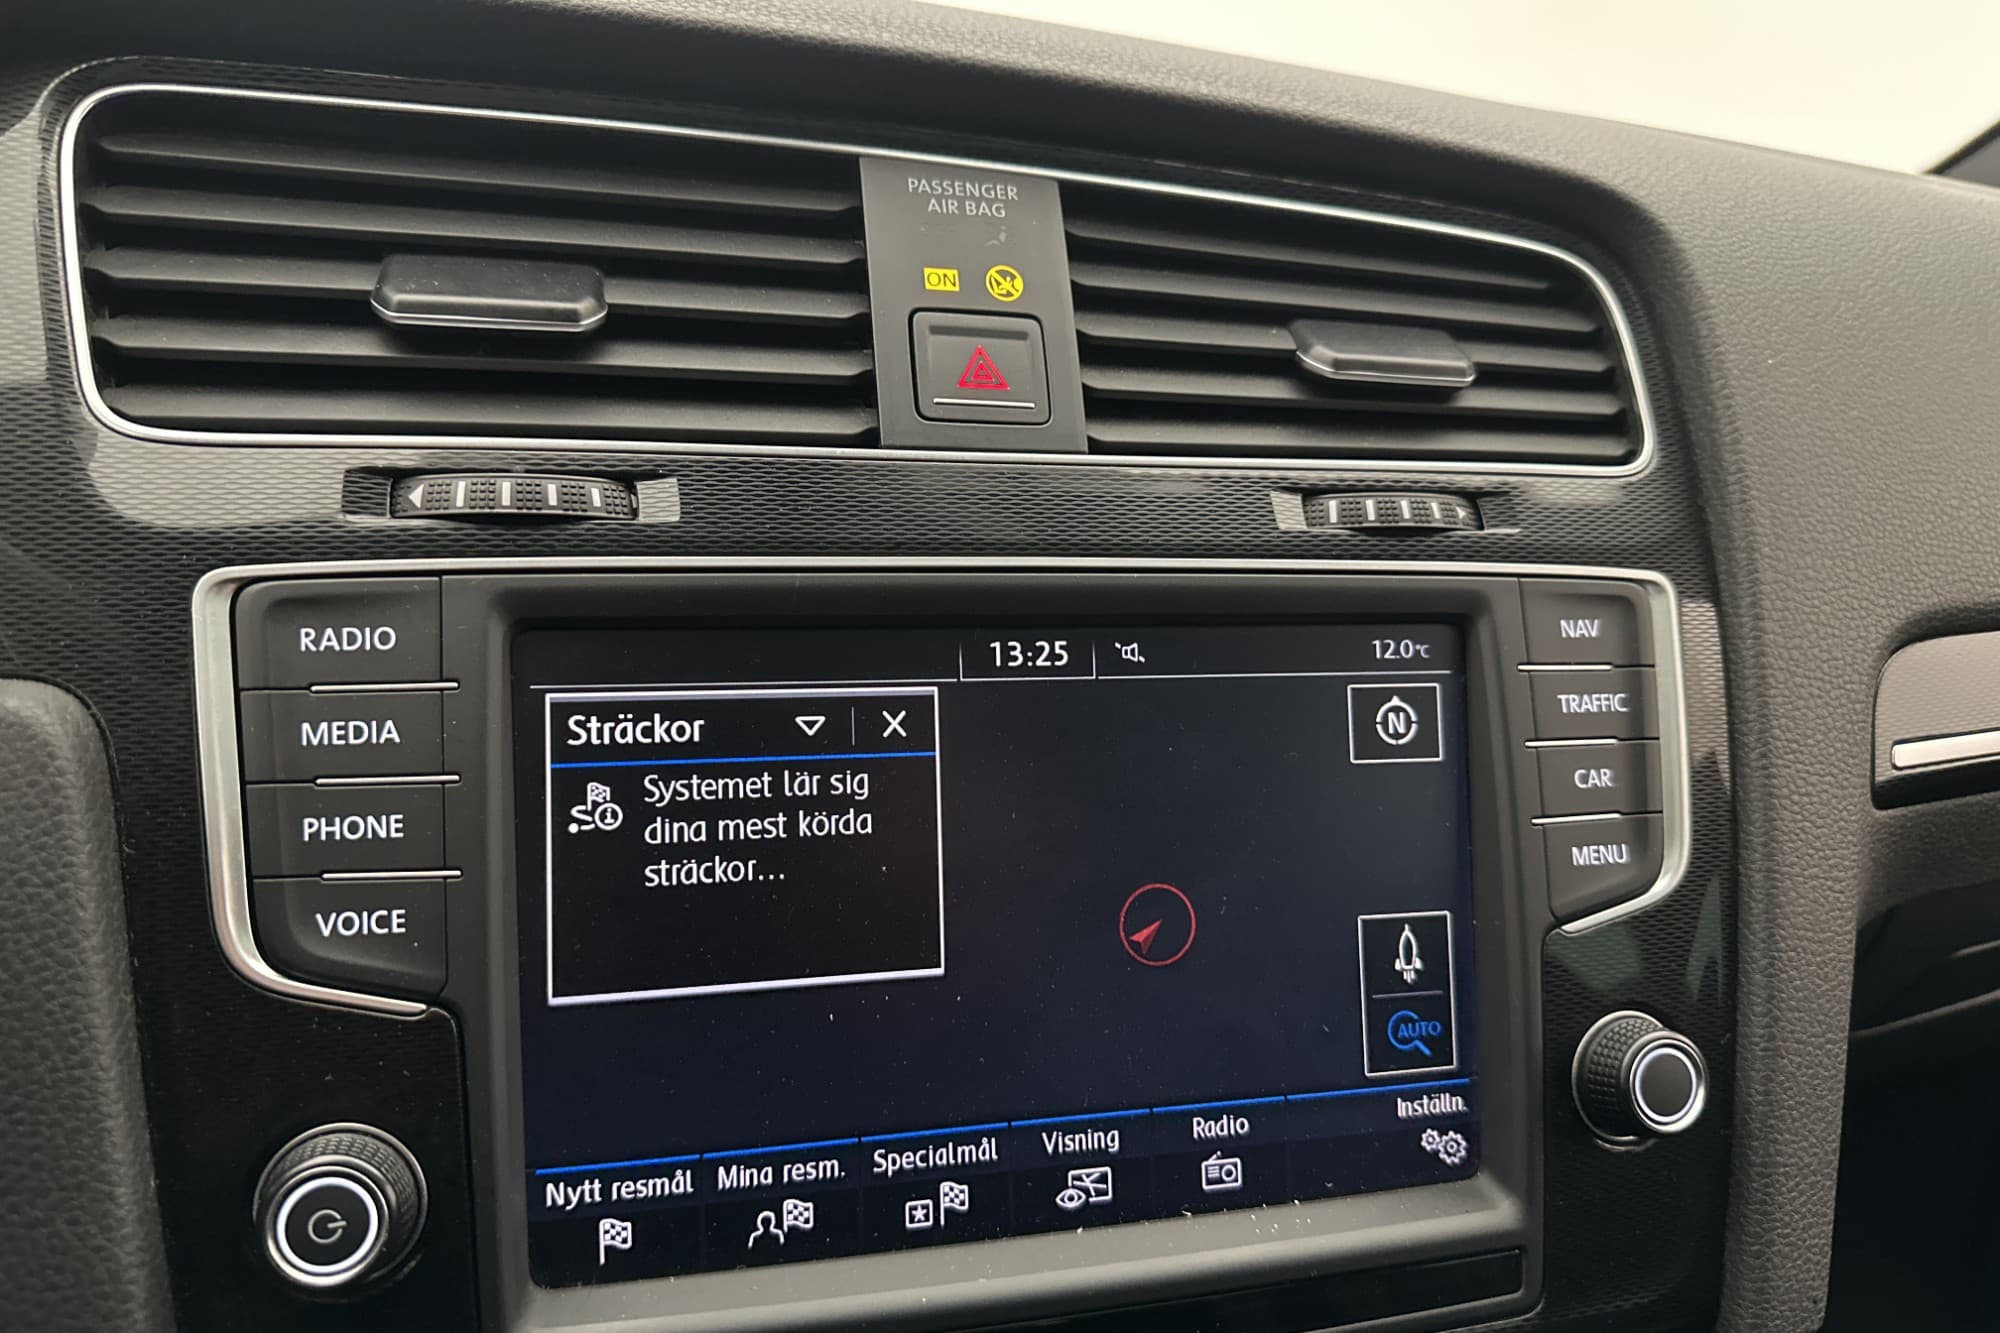 PASSENGER
AIR BAG
ON
RADIO
MEDIA
PHONE
VOICE
NAV
TRAFFIC
CAR
MENU
13:25
12.0°C
Sträckor
X
Systemet lär sig
dina mest körda
sträckor...
N
AUTO
Nytt resmål
Mina resm.
Specialmål
Visning
Radio
Inställn.